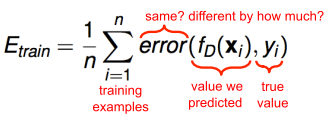 same? different by how much?
E_train = 1/n ∑_{i=1}^{n} error(f_D(x_i), y_i)
training value we true
examples predicted value